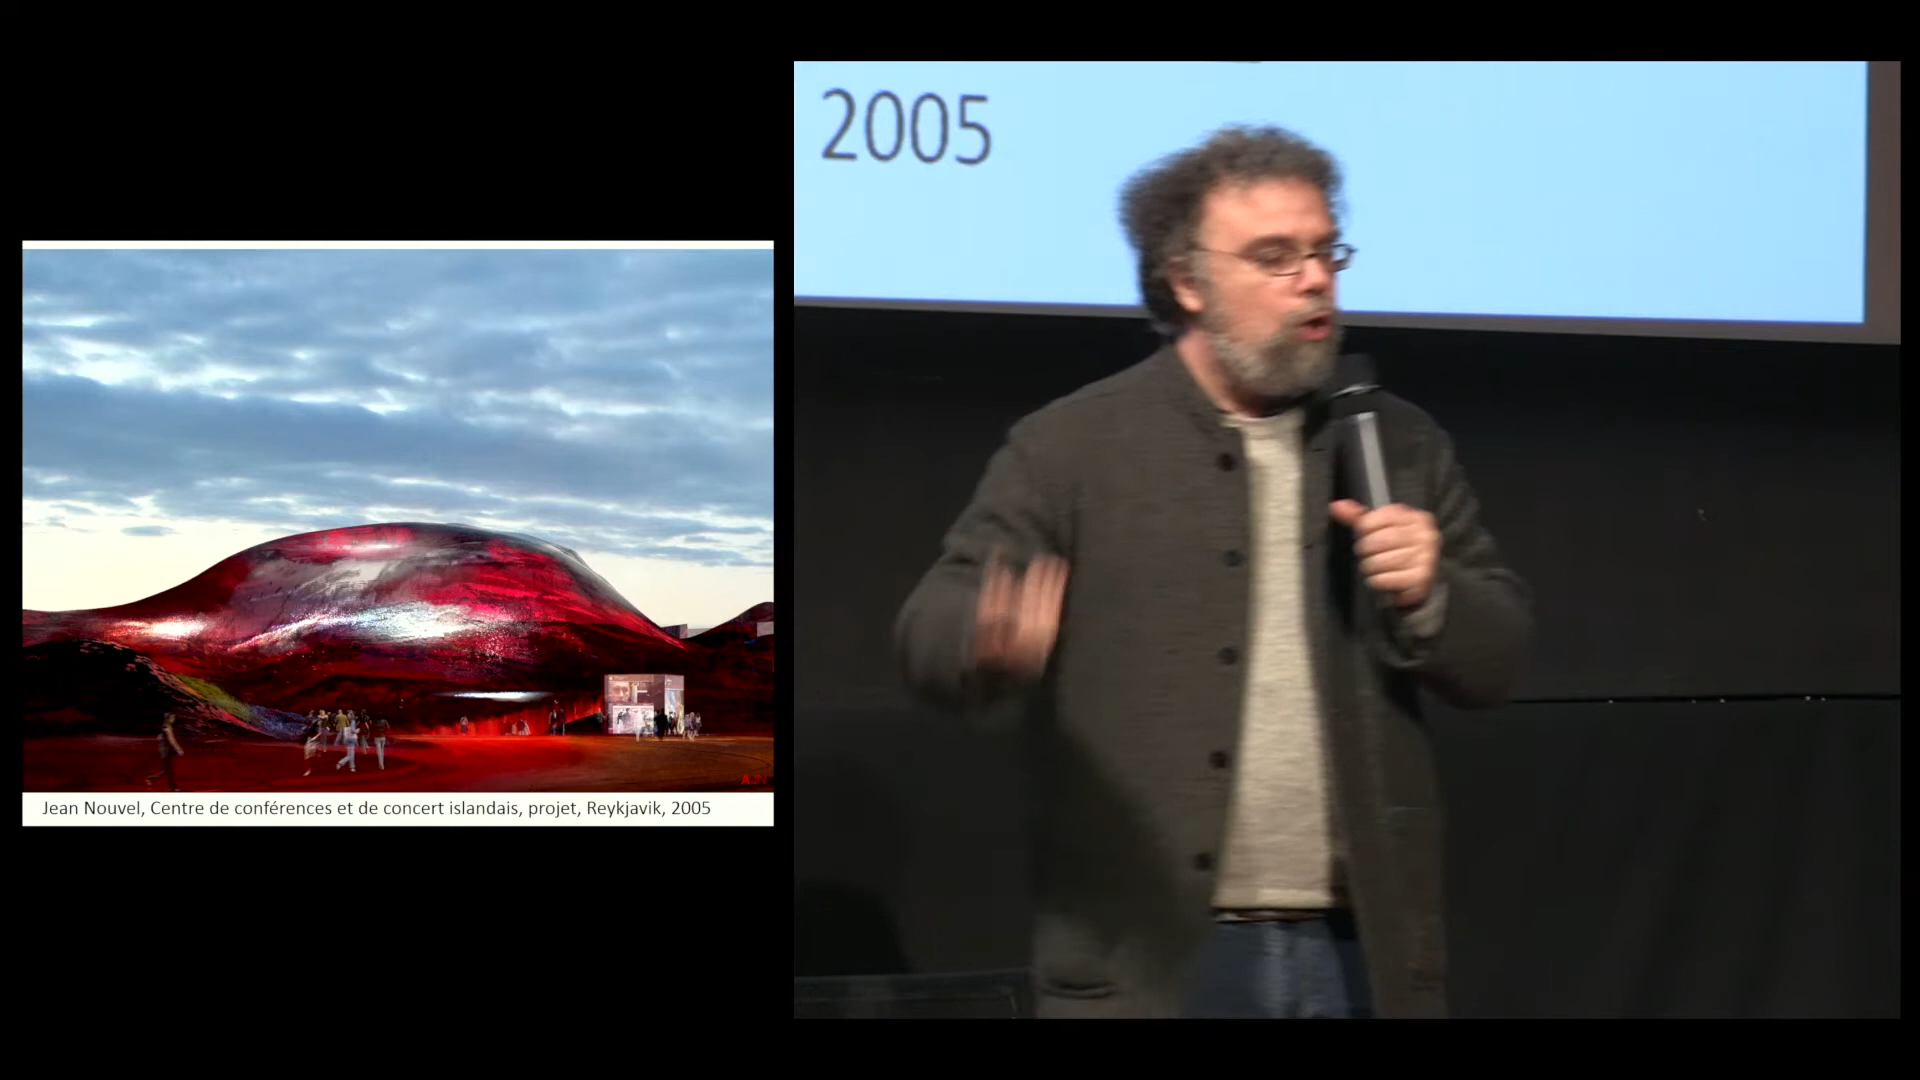 2005
Jean Nouvel, Centre de conférences et de concert islandais, projet, Reykjavik, 2005